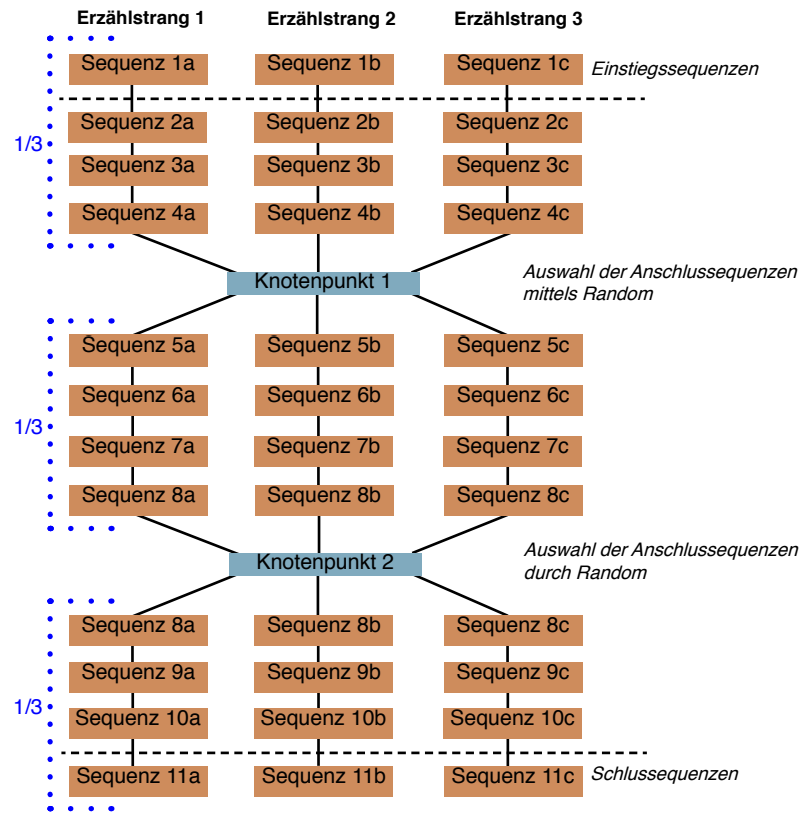 Erzählstrang 1 Erzählstrang 2 Erzählstrang 3
Sequenz 1a Sequenz 1b Sequenz 1c Einstiegssequenzen
Sequenz 2a Sequenz 2b Sequenz 2c
1/3
Sequenz 3a Sequenz 3b Sequenz 3c
Sequenz 4a Sequenz 4b Sequenz 4c
Knotenpunkt 1
Auswahl der Anschlussequenzen
mittels Random
Sequenz 5a Sequenz 5b Sequenz 5c
Sequenz 6a Sequenz 6b Sequenz 6c
1/3
Sequenz 7a Sequenz 7b Sequenz 7c
Sequenz 8a Sequenz 8b Sequenz 8c
Knotenpunkt 2
Auswahl der Anschlussequenzen
durch Random
Sequenz 8a Sequenz 8b Sequenz 8c
Sequenz 9a Sequenz 9b Sequenz 9c
1/3
Sequenz 10a Sequenz 10b Sequenz 10c
Sequenz 11a Sequenz 11b Sequenz 11c Schlussequenzen